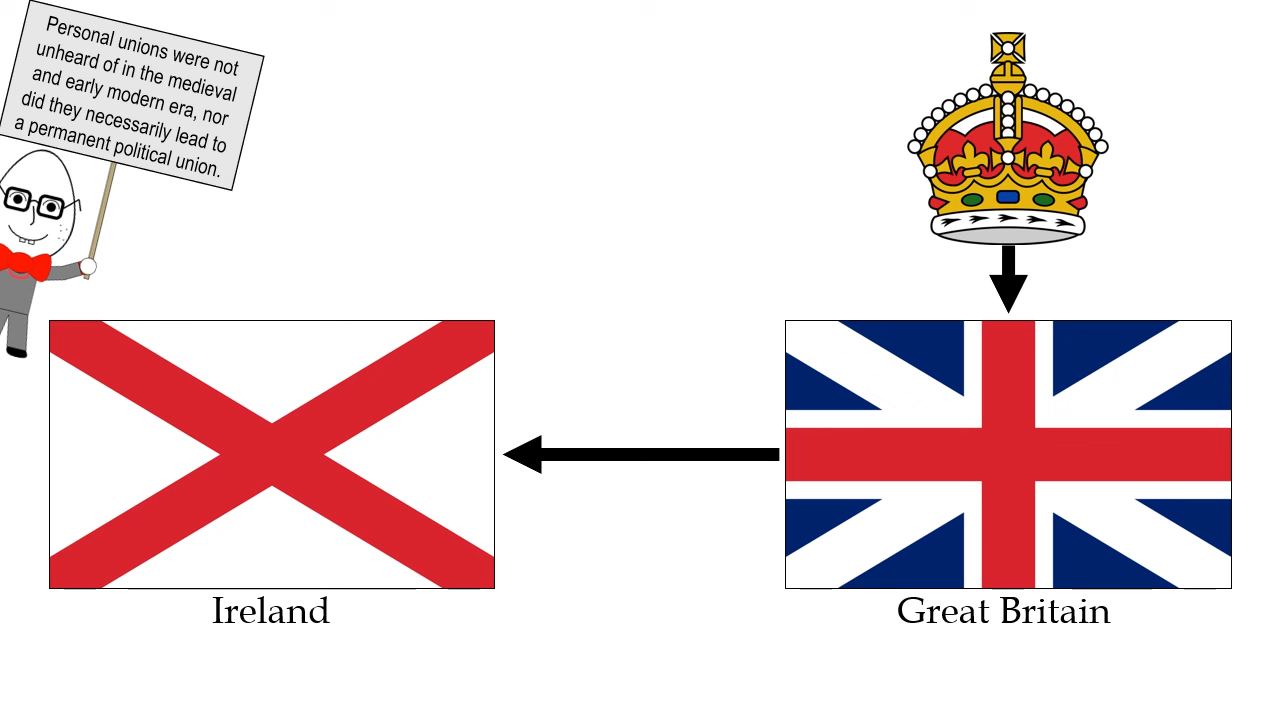 Personal unions were not
unheard of in the medieval
and early modern era, nor
did they necessarily lead to
a permanent political union.
Ireland
Great Britain